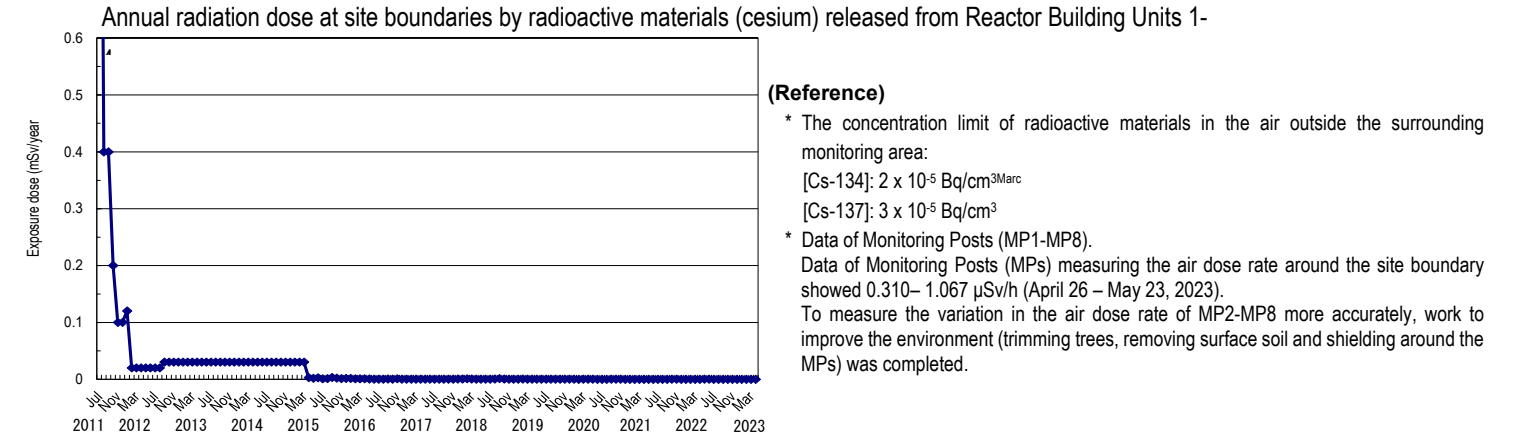 Annual radiation dose at site boundaries by radioactive materials (cesium) released from Reactor Building Units 1-
Exposure dose (mSv/year
0.6
0.5
0.4
0.3
0.2
0.1
0
Jul Nov Mar Jul Nov Mar Jul Nov Mar Jul Nov Mar Jul Nov Mar Jul Nov Mar Jul Nov Mar Jul Nov Mar Jul Nov Mar Jul Nov Mar Jul Nov Mar Jul Nov Mar
2011 2012 2013 2014 2015 2016 2017 2018 2019 2020 2021 2022 2023
(Reference)
* The concentration limit of radioactive materials in the air outside the surrounding
monitoring area:
[Cs-134]: 2 x 10-5 Bq/cm3Marc
[Cs-137]: 3 x 10-5 Bq/cm3
* Data of Monitoring Posts (MP1-MP8).
Data of Monitoring Posts (MPs) measuring the air dose rate around the site boundary
showed 0.310– 1.067 μSv/h (April 26 – May 23, 2023).
To measure the variation in the air dose rate of MP2-MP8 more accurately, work to
improve the environment (trimming trees, removing surface soil and shielding around the
MPs) was completed.